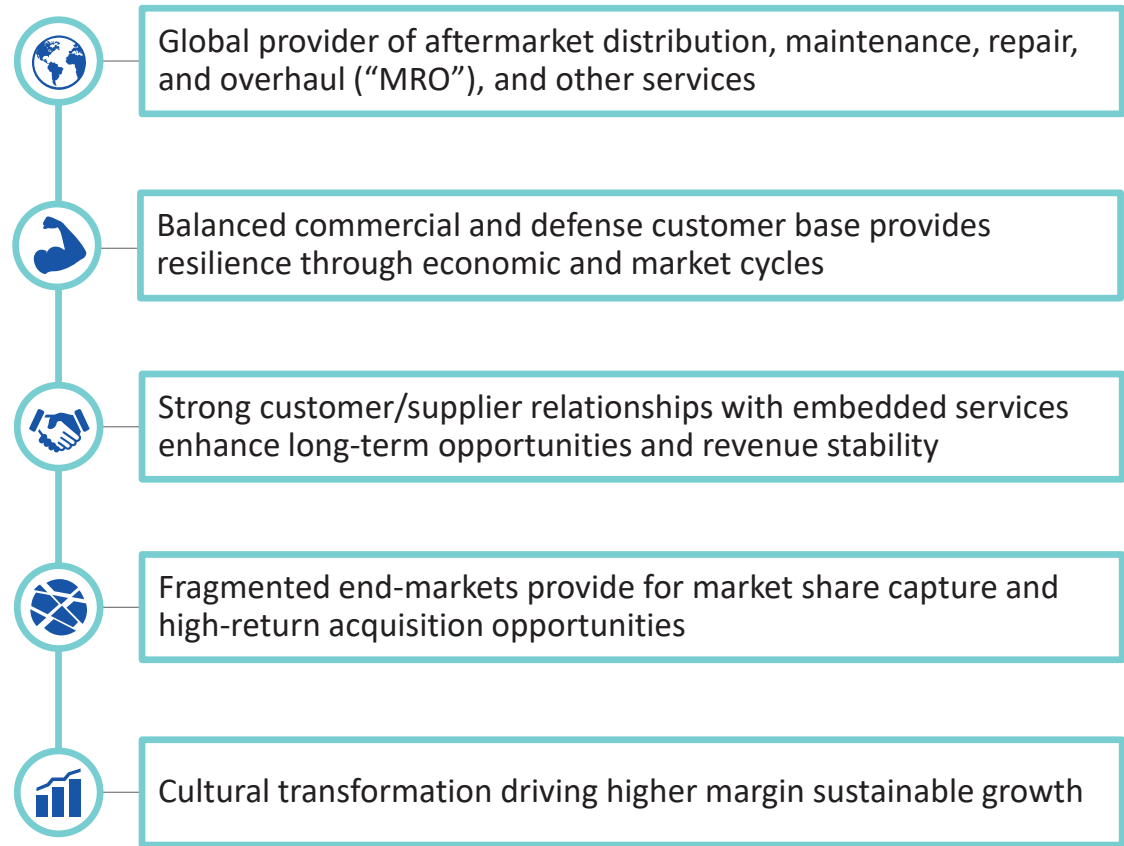 Global provider of aftermarket distribution, maintenance, repair,
and overhaul (“MRO”), and other services
Balanced commercial and defense customer base provides
resilience through economic and market cycles
Strong customer/supplier relationships with embedded services
enhance long-term opportunities and revenue stability
Fragmented end-markets provide for market share capture and
high-return acquisition opportunities
Cultural transformation driving higher margin sustainable growth